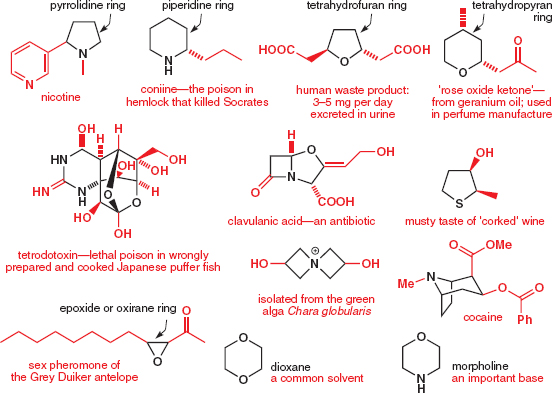 pyrrolidine ring
N
N
nicotine
piperidine ring
N
H
coniine—the poison in
hemlock that killed Socrates
tetrahydrofuran ring
HOOC
O
COOH
human waste product:
3–5 mg per day
excreted in urine
tetrahydropyran
ring
O
O
'rose oxide ketone'—
from geranium oil; used
in perfume manufacture
OH
H
H
HN
OH
OH
OH
HN
N
H
O
O
H
HO
OH
tetrodotoxin—lethal poison in wrongly
prepared and cooked Japanese puffer fish
H
O
OH
N
O
COOH
clavulanic acid—an antibiotic
OH
S
musty taste of 'corked' wine
HO
N
⊕
OH
isolated from the green
alga Chara globularis
CO₂Me
Me
N
O
O
Ph
cocaine
epoxide or oxirane ring
O
O
sex pheromone of
the Grey Duiker antelope
O
O
dioxane
a common solvent
O
N
H
morpholine
an important base